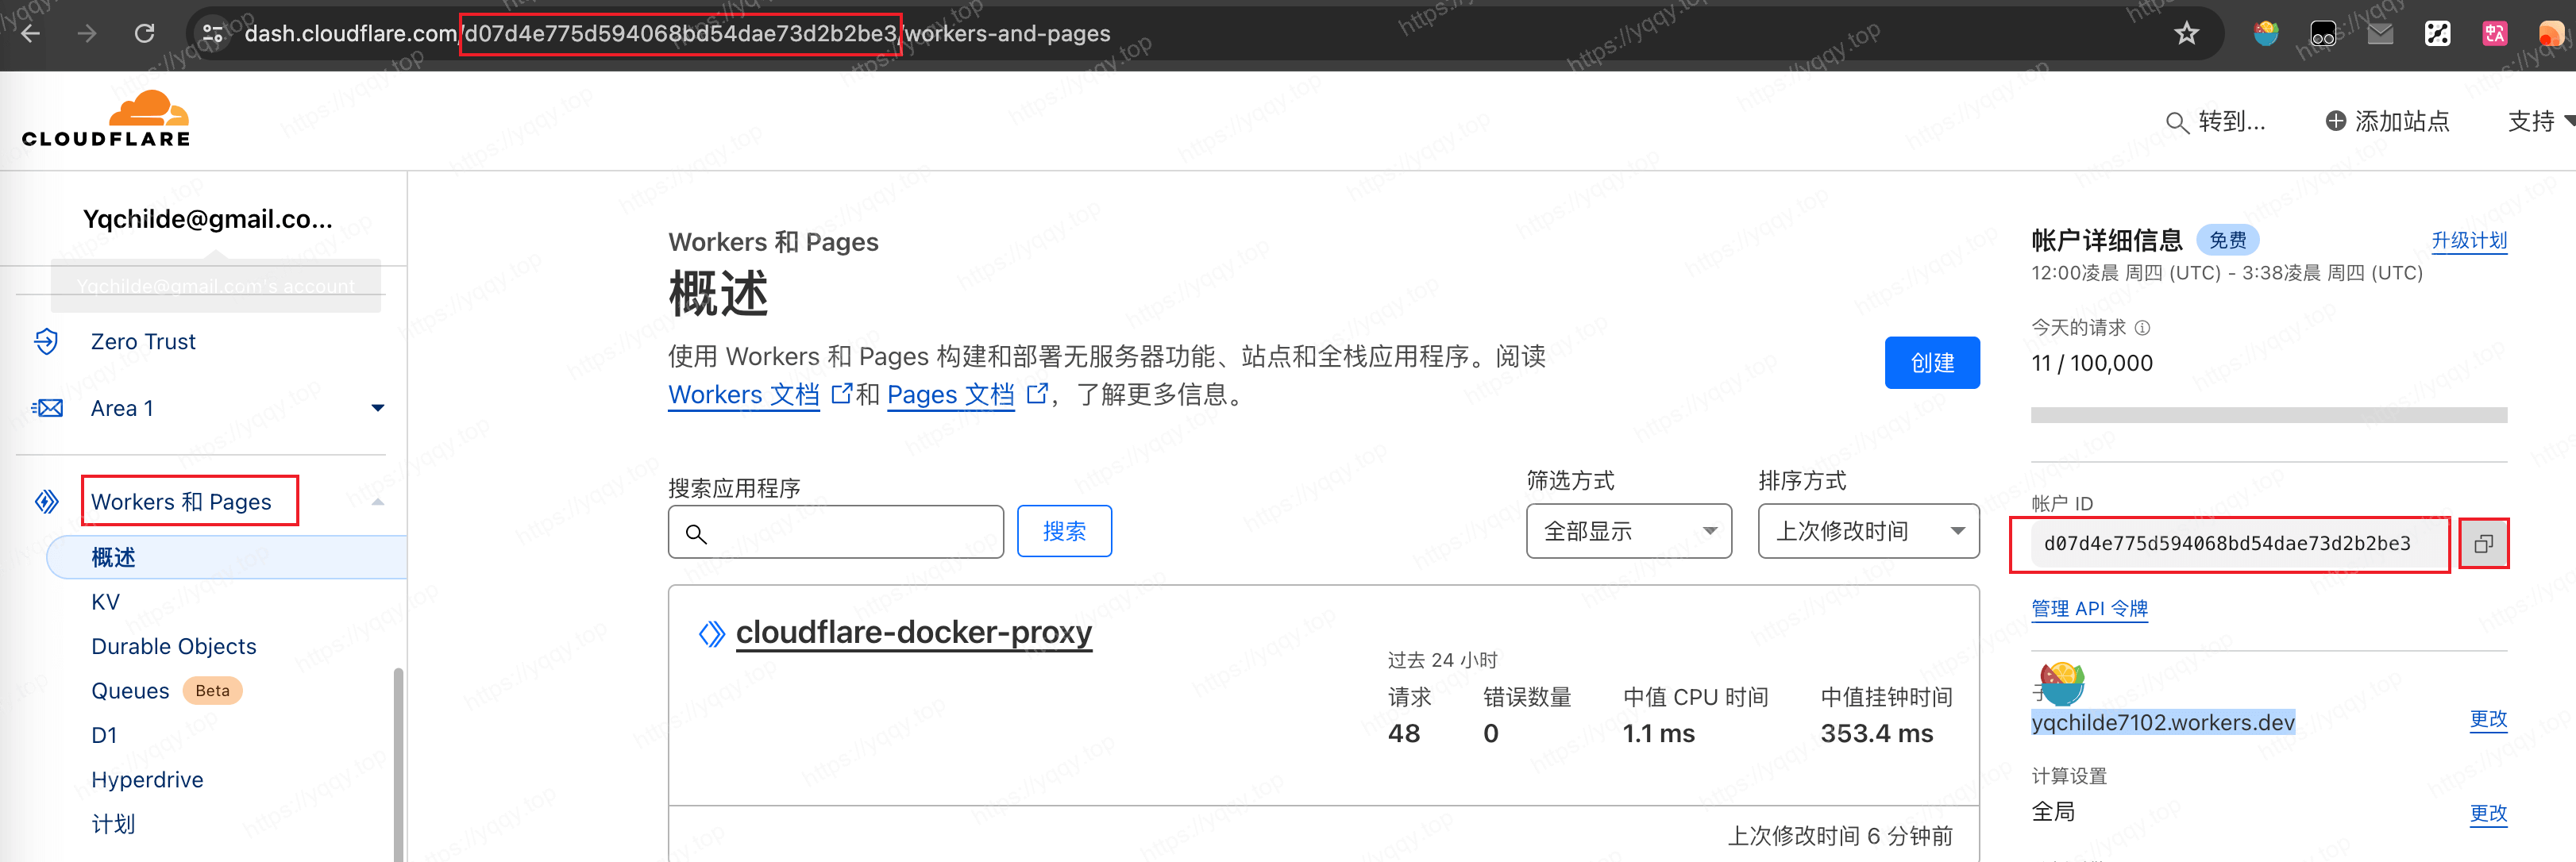 dash.cloudflare.com/d07d4e775d594068bd54dae73d2b2be3/workers-and-pages
CLOUDFLARE
转到...
添加站点
支持
Yqchilde@gmail.co...
Yqchilde@gmail.com's account
Zero Trust
Area 1
Workers 和 Pages
概述
KV
Durable Objects
Queues Beta
D1
Hyperdrive
计划
Workers 和 Pages
概述
使用 Workers 和 Pages 构建和部署无服务器功能、站点和全栈应用程序。阅读
Workers 文档 和 Pages 文档 ，了解更多信息。
创建
搜索应用程序
搜索
筛选方式
全部显示
排序方式
上次修改时间
cloudflare-docker-proxy
过去 24 小时
请求 错误数量 中值 CPU 时间 中值挂钟时间
48 0 1.1 ms 353.4 ms
上次修改时间 6 分钟前
帐户详细信息 免费 升级计划
12:00凌晨 周四 (UTC) - 3:38凌晨 周四 (UTC)
今天的请求
11 / 100,000
帐户 ID
d07d4e775d594068bd54dae73d2b2be3
管理 API 令牌
yqchilde7102.workers.dev 更改
计算设置
全局 更改
https://yqqy.top